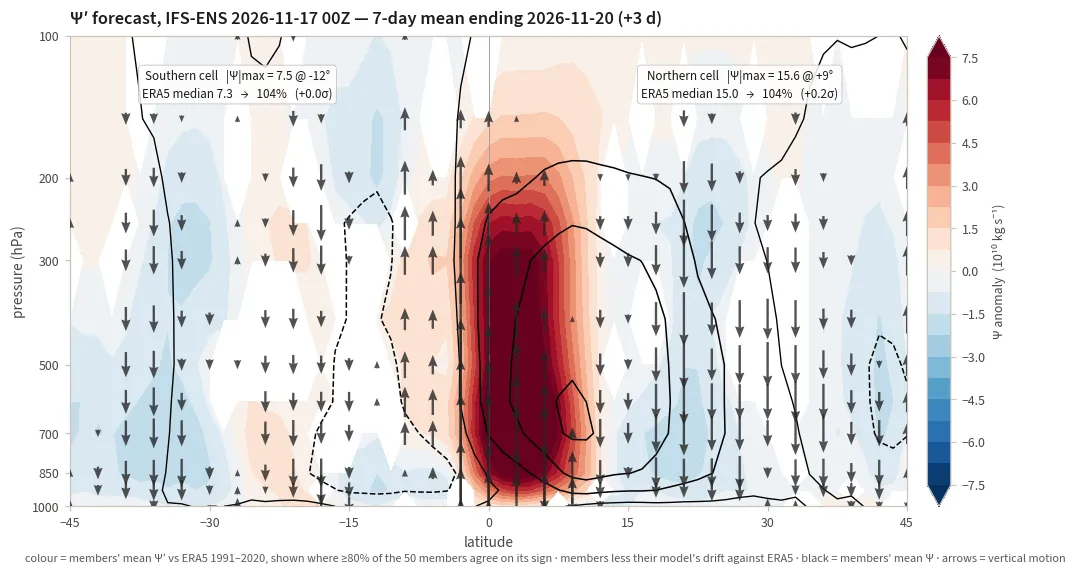 Ψ′ forecast, IFS-ENS 2026-11-17 00Z — 7-day mean ending 2026-11-20 (+3 d)
Southern cell |Ψ|max = 7.5 @ -12°
ERA5 median 7.3 → 104% (+0.0σ)
Northern cell |Ψ|max = 15.6 @ +9°
ERA5 median 15.0 → 104% (+0.2σ)
pressure (hPa)
100
200
300
400
500
700
850
1000
−45
−30
−15
0
15
30
45
latitude
7.5
6.0
4.5
3.0
1.5
0.0
−1.5
−3.0
−4.5
−6.0
−7.5
Ψ anomaly (10¹⁰ kg s⁻¹)
colour = members' mean Ψ′ vs ERA5 1991–2020, shown where ≥80% of the 50 members agree on its sign · members less their model's drift against ERA5 · black = members' mean Ψ · arrows = vertical motion